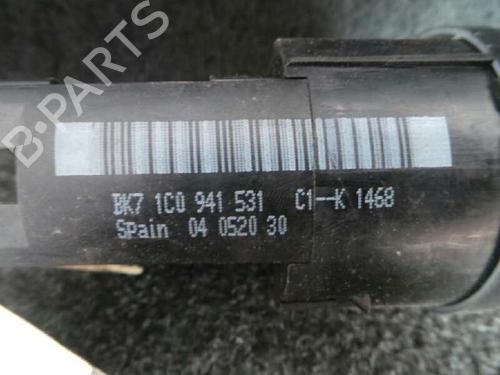 B-PARTS
BK7 1C0 941 531 C1--K 1468
SPain 04 0520 30